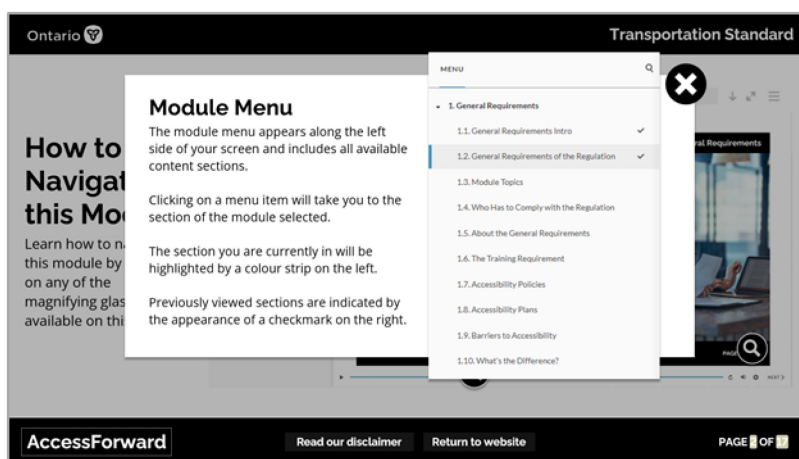 Ontario
Transportation Standard
How to
Navigat
this Mo
Learn how to n
this module by
on any of the
magnifying glas
available on thi
Module Menu
The module menu appears along the left
side of your screen and includes all available
content sections.
Clicking on a menu item will take you to the
section of the module selected.
The section you are currently in will be
highlighted by a colour strip on the left.
Previously viewed sections are indicated by
the appearance of a checkmark on the right.
MENU
1. General Requirements
1.1. General Requirements Intro
1.2. General Requirements of the Regulation
1.3. Module Topics
1.4. Who Has to Comply with the Regulation
1.5. About the General Requirements
1.6. The Training Requirement
1.7. Accessibility Policies
1.8. Accessibility Plans
1.9. Barriers to Accessibility
1.10. What's the Difference?
ral Requirements
PAGE
NEXT >
AccessForward
Read our disclaimer
Return to website
PAGE 2 OF 17